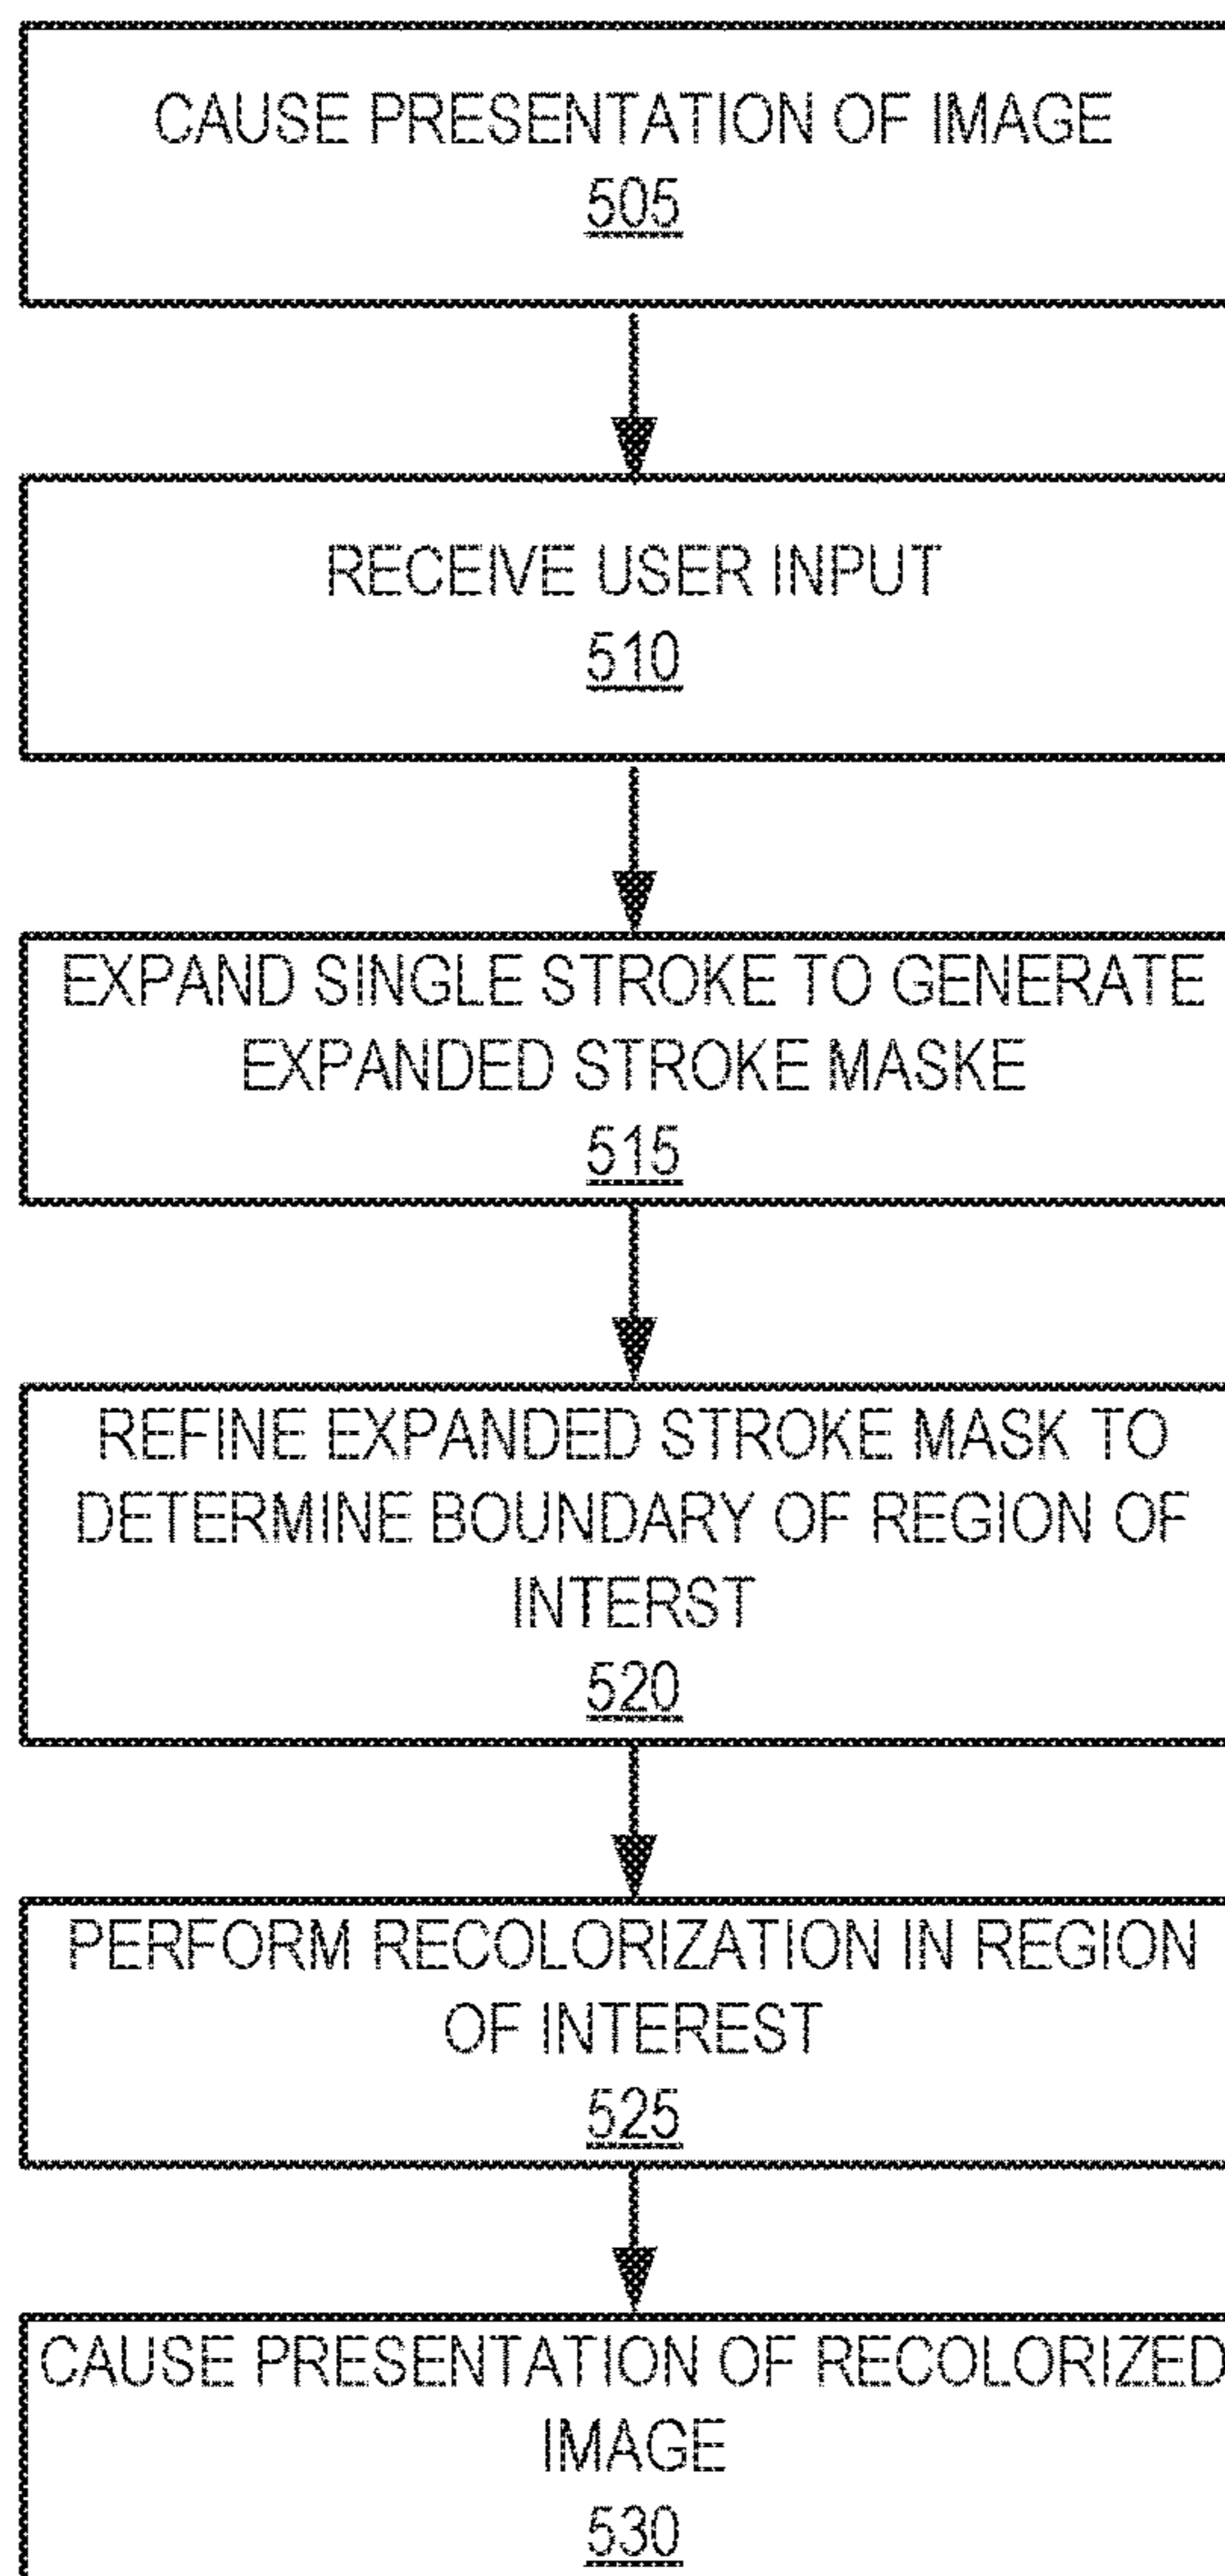 CAUSE PRESENTATION OF IMAGE
505
RECEIVE USER INPUT
510
EXPAND SINGLE STROKE TO GENERATE
EXPANDED STROKE MASKE
515
REFINE EXPANDED STROKE MASK TO
DETERMINE BOUNDARY OF REGION OF
INTERST
520
PERFORM RECOLORIZATION IN REGION
OF INTEREST
525
CAUSE PRESENTATION OF RECOLORIZED
IMAGE
530